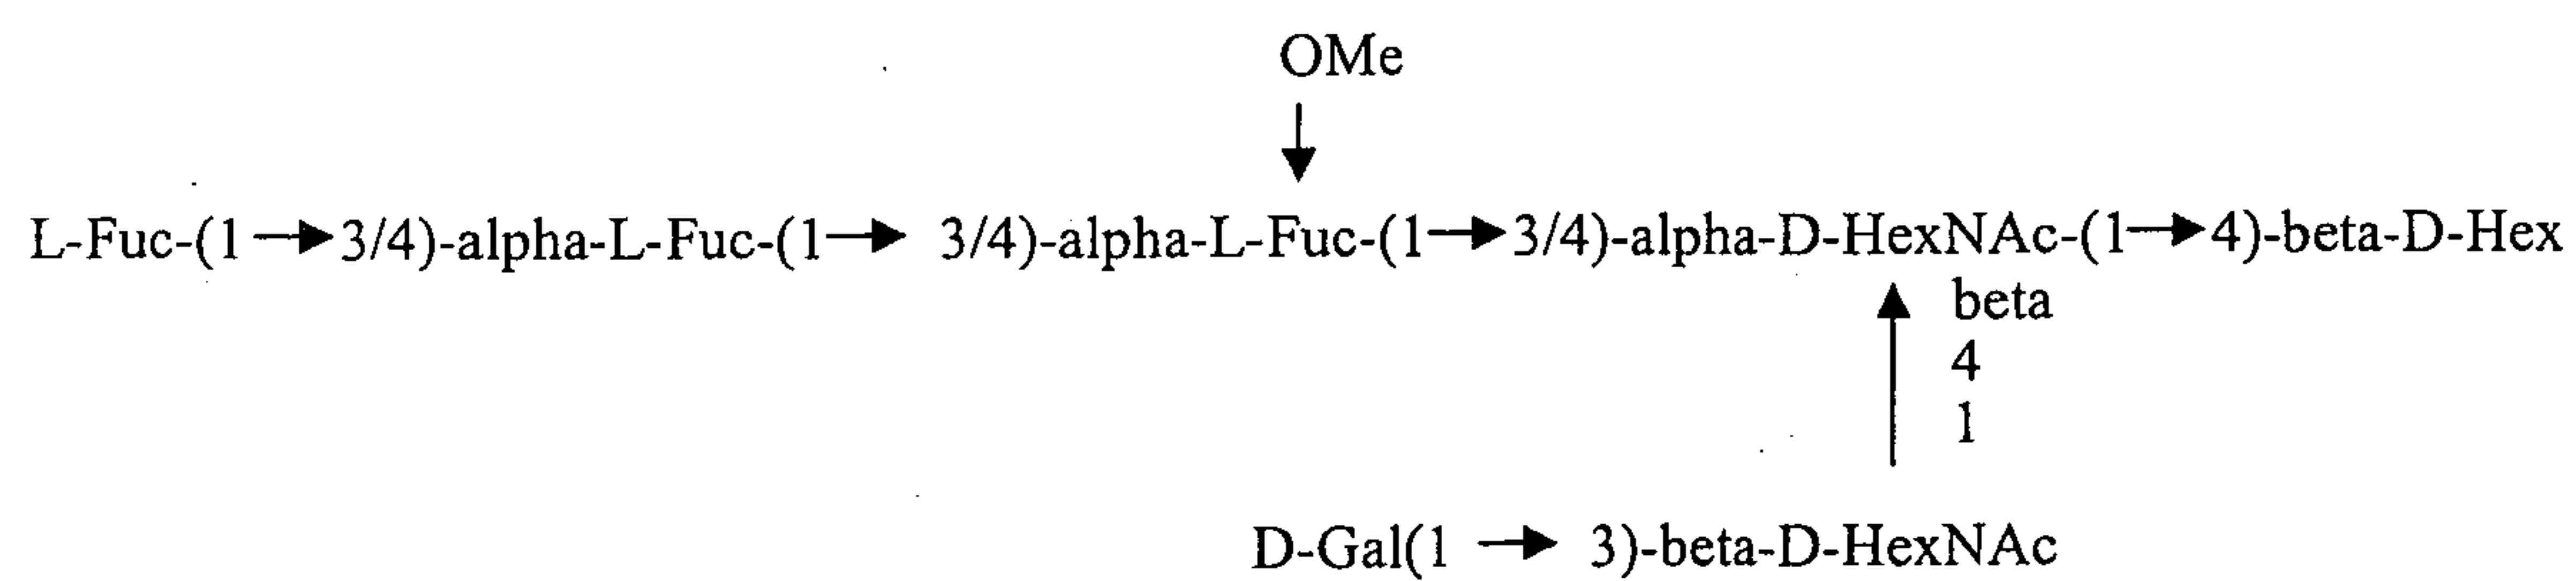 OMe
L-Fuc-(1→3/4)-alpha-L-Fuc-(1→ 3/4)-alpha-L-Fuc-(1→3/4)-alpha-D-HexNAc-(1→4)-beta-D-Hex
beta
4
1
D-Gal(1 → 3)-beta-D-HexNAc